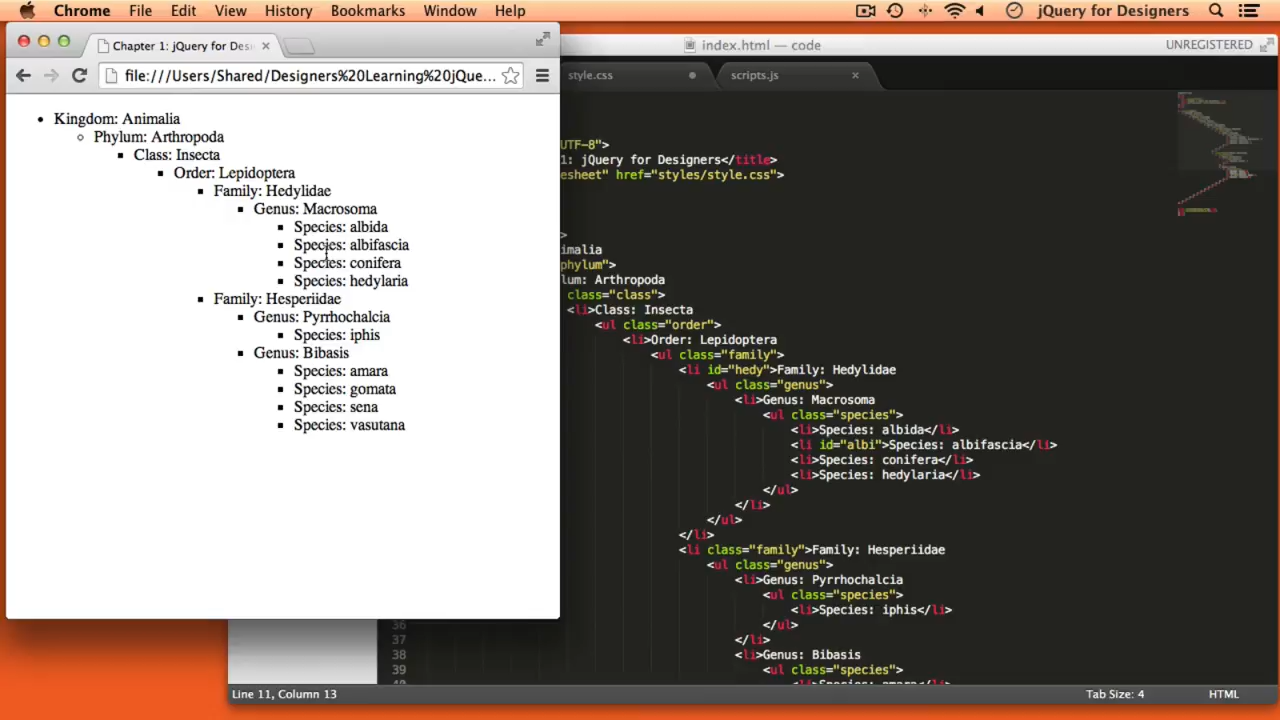 Chrome File Edit View History Bookmarks Window Help jQuery for Designers
Chapter 1: jQuery for Des
file:///Users/Shared/Designers%20Learning%20jQue...
Kingdom: Animalia
Phylum: Arthropoda
Class: Insecta
Order: Lepidoptera
Family: Hedylidae
Genus: Macrosoma
Species: albida
Species: albifascia
Species: conifera
Species: hedylaria
Family: Hesperiidae
Genus: Pyrrhochalcia
Species: iphis
Genus: Bibasis
Species: amara
Species: gomata
Species: sena
Species: vasutana
index.html — code
UNREGISTERED
style.css
scripts.js
UTF-8">
1: jQuery for Designers</title>
esheet" href="styles/style.css">
>
imalia
phylum">
lum: Arthropoda
class="class">
<li>Class: Insecta
<ul class="order">
<li>Order: Lepidoptera
<ul class="family">
<li id="hedy">Family: Hedylidae
<ul class="genus">
<li>Genus: Macrosoma
<ul class="species">
<li>Species: albida</li>
<li id="albi">Species: albifascia</li>
<li>Species: conifera</li>
<li>Species: hedylaria</li>
</ul>
</li>
</ul>
</li>
<li class="family">Family: Hesperiidae
<ul class="genus">
<li>Genus: Pyrrhochalcia
<ul class="species">
<li>Species: iphis</li>
36 </ul>
37 </li>
38 <li>Genus: Bibasis
39 <ul class="species">
<li>Species: amara</li>
Line 11, Column 13
Tab Size: 4
HTML